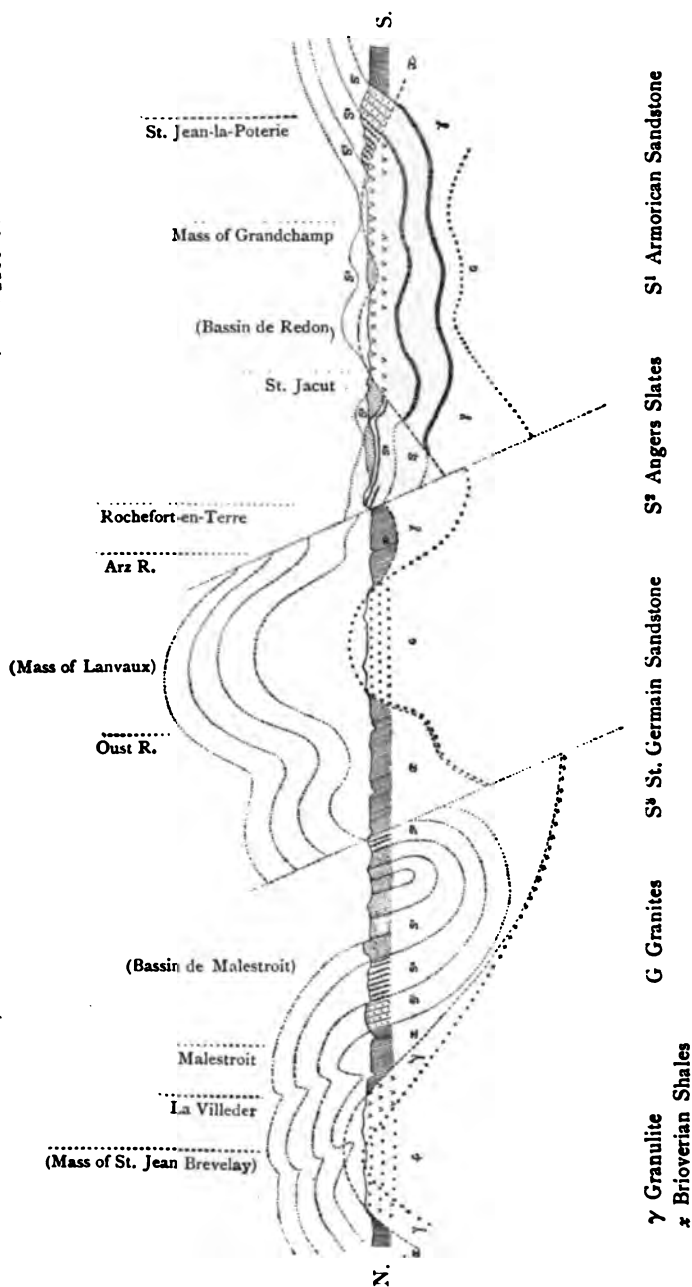 St. Jean-la-Poterie
Mass of Grandchamp
(Bassin de Redon)
St. Jacut
Rochefort-en-Terre
Arz R.
(Mass of Lanvaux)
Oust R.
(Bassin de Malestroit)
Malestroit
La Villeder
(Mass of St. Jean Brevelay)
N.
S.
γ Granulite
x Brioverian Shales
G Granites
S³ St. Germain Sandstone
S² Angers Slates
S¹ Armorican Sandstone